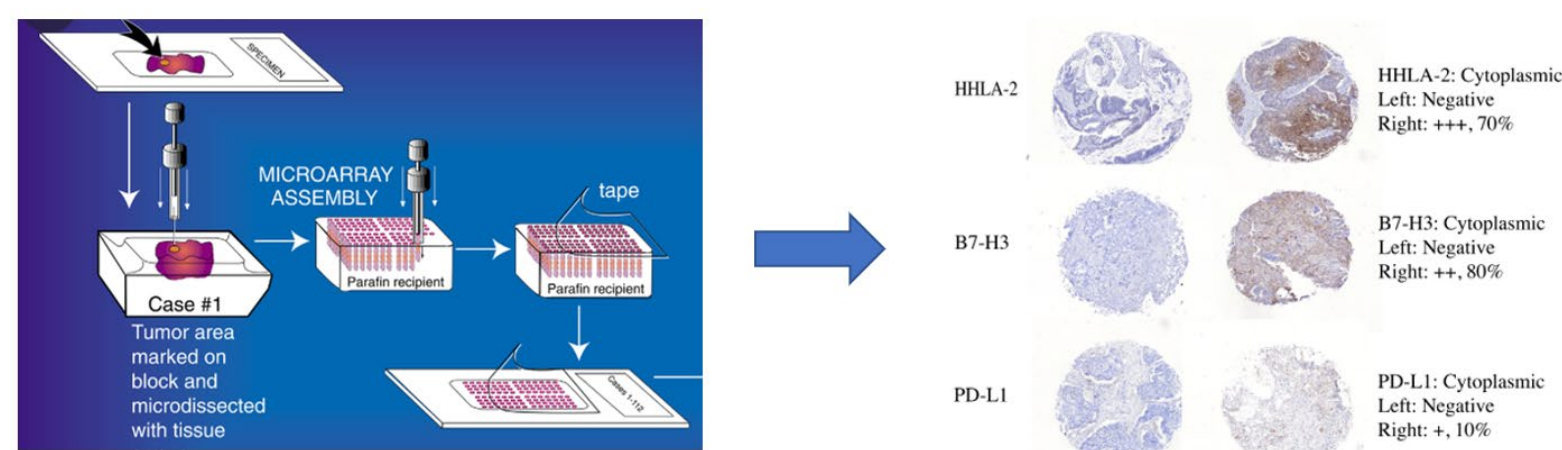 SPECIMEN
MICROARRAY
ASSEMBLY
tape
Parafin recipient
Parafin recipient
Case #1
Tumor area
marked on
block and
microdissected
with tissue
Cases 1-112
HHLA-2
HHLA-2: Cytoplasmic
Left: Negative
Right: +++, 70%
B7-H3
B7-H3: Cytoplasmic
Left: Negative
Right: ++, 80%
PD-L1
PD-L1: Cytoplasmic
Left: Negative
Right: +, 10%